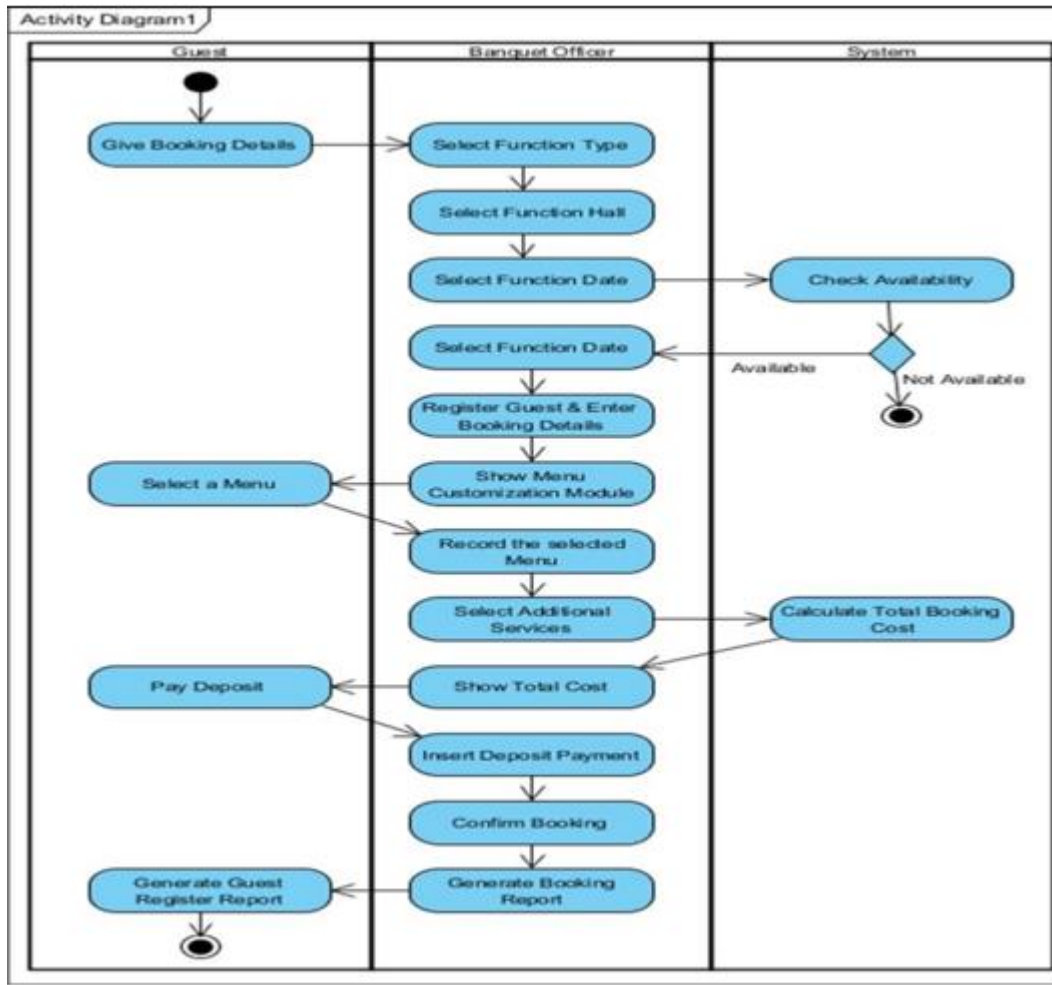 Activity Diagram1
Guest
Banquet Officer
System
Give Booking Details
Select Function Type
Select Function Hall
Select Function Date
Check Availability
Select Function Date
Available
Not Available
Register Guest & Enter
Booking Details
Select a Menu
Show Menu
Customization Module
Record the selected
Menu
Select Additional
Services
Calculate Total Booking
Cost
Pay Deposit
Show Total Cost
Insert Deposit Payment
Confirm Booking
Generate Guest
Register Report
Generate Booking
Report